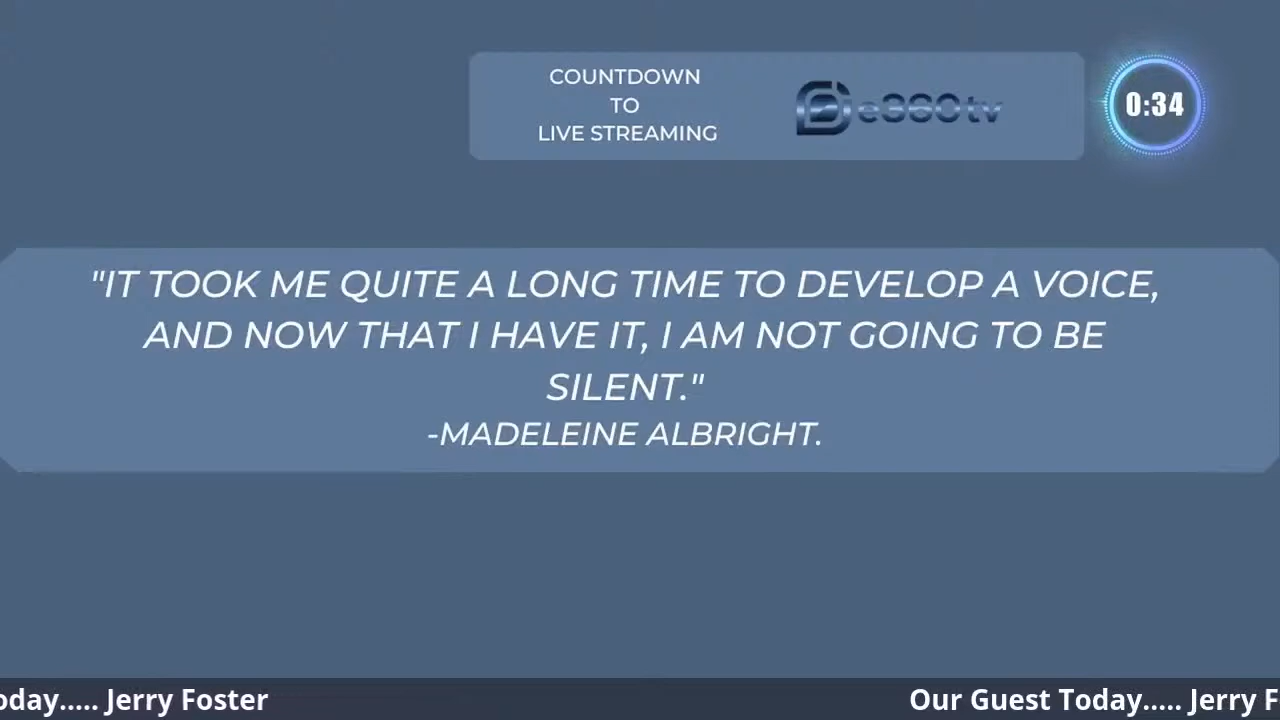 COUNTDOWN
TO
LIVE STREAMING
e360tv
0:34
"IT TOOK ME QUITE A LONG TIME TO DEVELOP A VOICE,
AND NOW THAT I HAVE IT, I AM NOT GOING TO BE
SILENT."
-MADELEINE ALBRIGHT.
oday..... Jerry Foster
Our Guest Today..... Jerry F